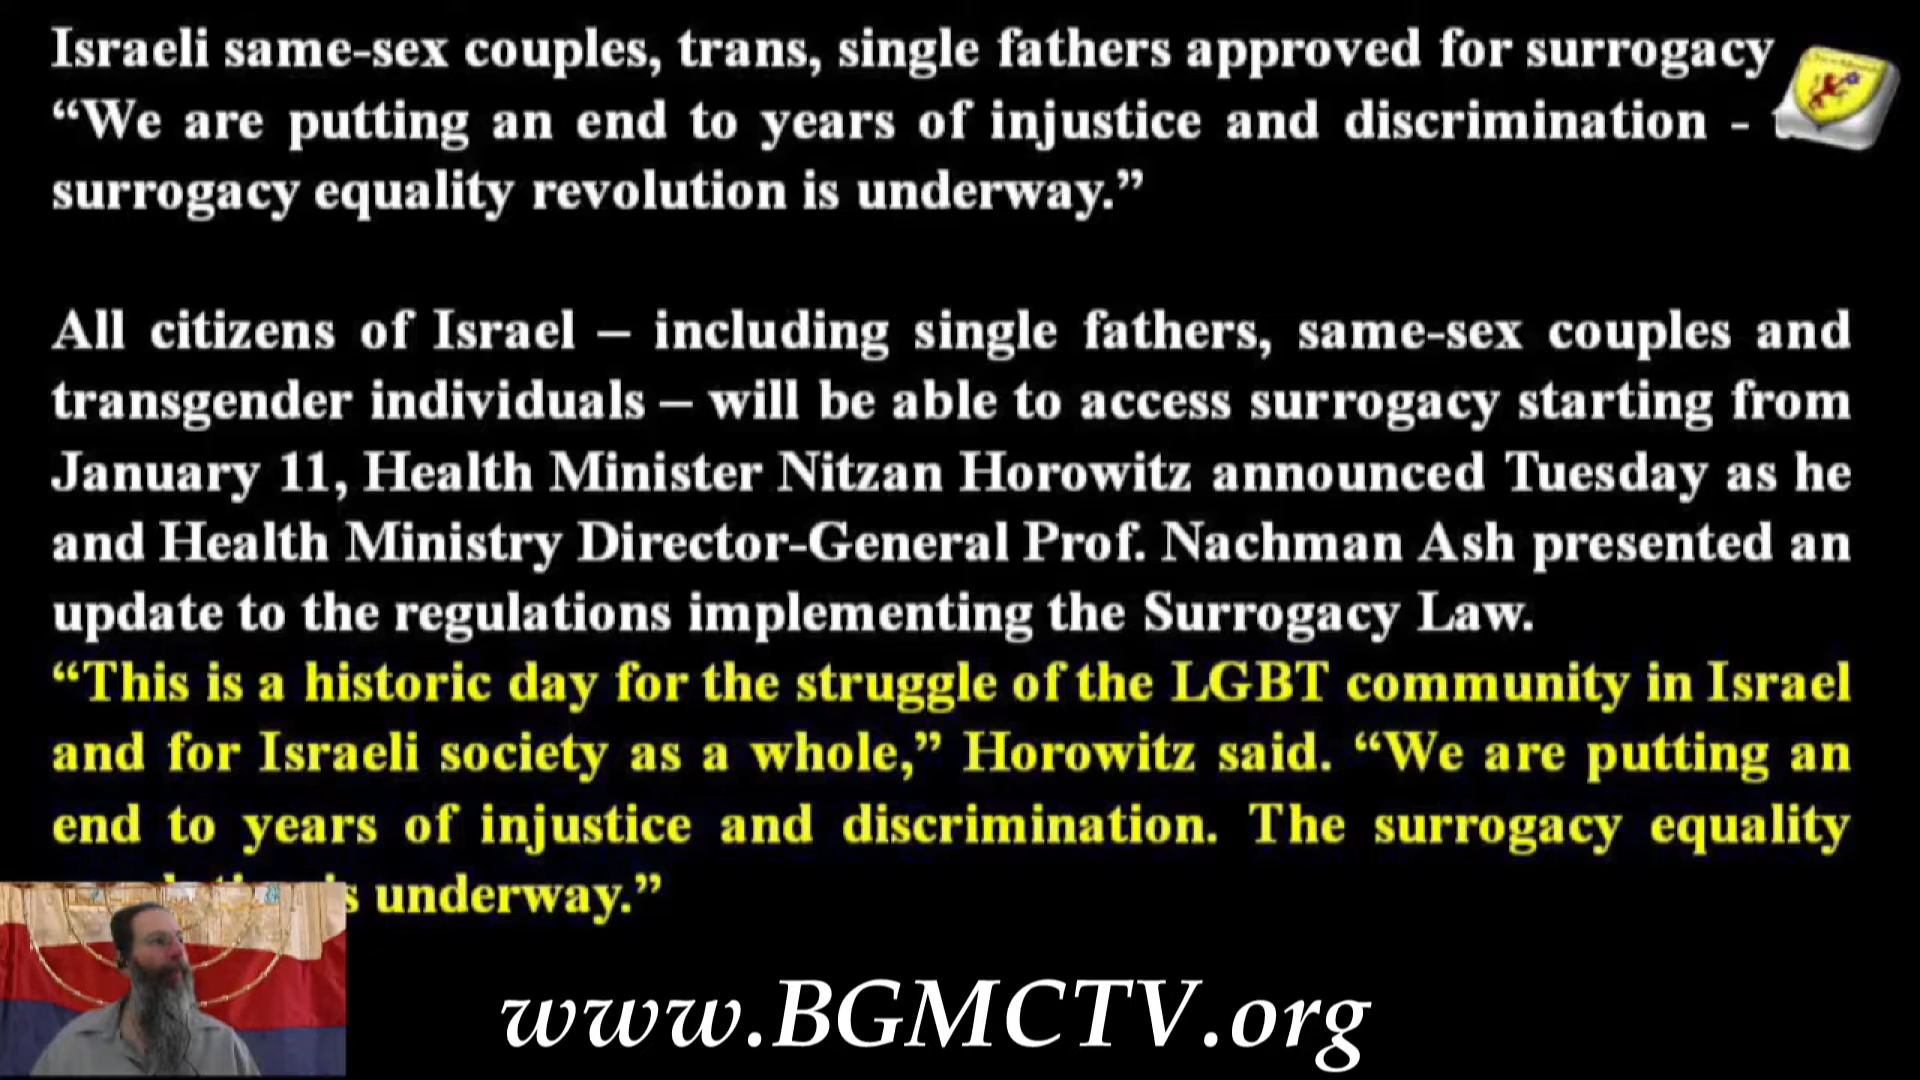 Israeli same-sex couples, trans, single fathers approved for surrogacy
“We are putting an end to years of injustice and discrimination -
surrogacy equality revolution is underway.”
All citizens of Israel – including single fathers, same-sex couples and
transgender individuals – will be able to access surrogacy starting from
January 11, Health Minister Nitzan Horowitz announced Tuesday as he
and Health Ministry Director-General Prof. Nachman Ash presented an
update to the regulations implementing the Surrogacy Law.
“This is a historic day for the struggle of the LGBT community in Israel
and for Israeli society as a whole,” Horowitz said. “We are putting an
end to years of injustice and discrimination. The surrogacy equality
underway.”
www.BGMCTV.org